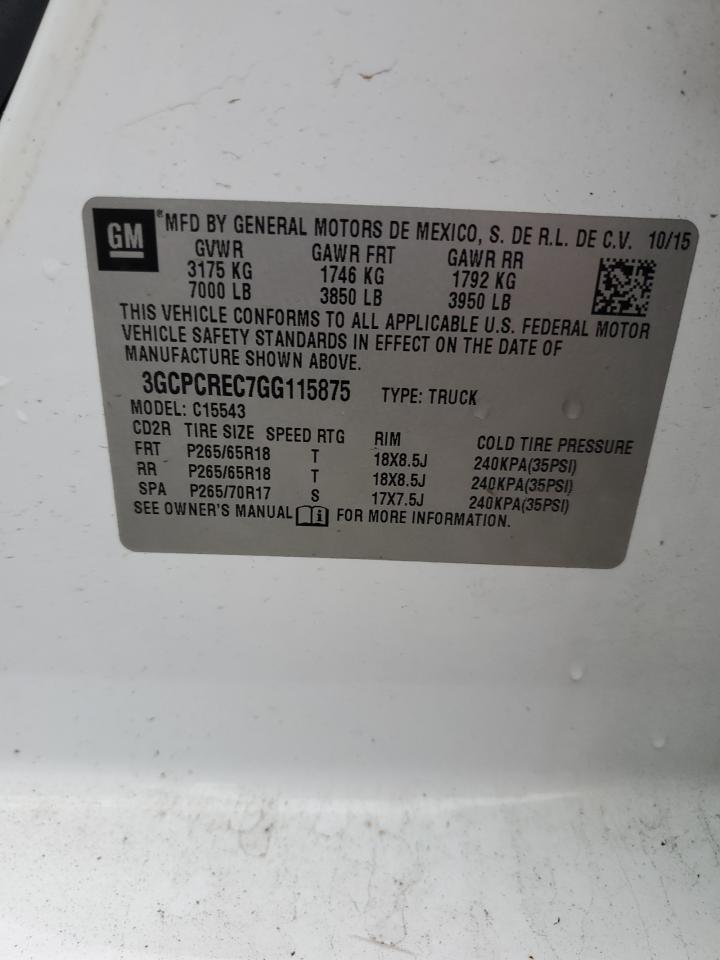 GM ® MFD BY GENERAL MOTORS DE MEXICO, S. DE R.L. DE C.V. 10/15
GVWR GAWR FRT GAWR RR
3175 KG 1746 KG 1792 KG
7000 LB 3850 LB 3950 LB
THIS VEHICLE CONFORMS TO ALL APPLICABLE U.S. FEDERAL MOTOR
VEHICLE SAFETY STANDARDS IN EFFECT ON THE DATE OF
MANUFACTURE SHOWN ABOVE.
3GCPCREC7GG115875 TYPE: TRUCK
MODEL: C15543
CD2R TIRE SIZE SPEED RTG RIM COLD TIRE PRESSURE
FRT P265/65R18 T 18X8.5J 240KPA(35PSI)
RR P265/65R18 T 18X8.5J 240KPA(35PSI)
SPA P265/70R17 S 17X7.5J 240KPA(35PSI)
SEE OWNER'S MANUAL i FOR MORE INFORMATION.